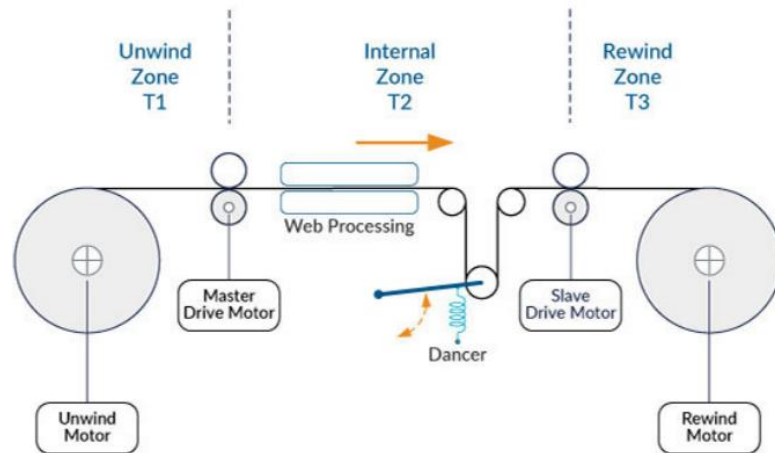 Unwind
Zone
T1
Internal
Zone
T2
Rewind
Zone
T3
Web Processing
Master
Drive Motor
Slave
Drive Motor
Dancer
Unwind
Motor
Rewind
Motor